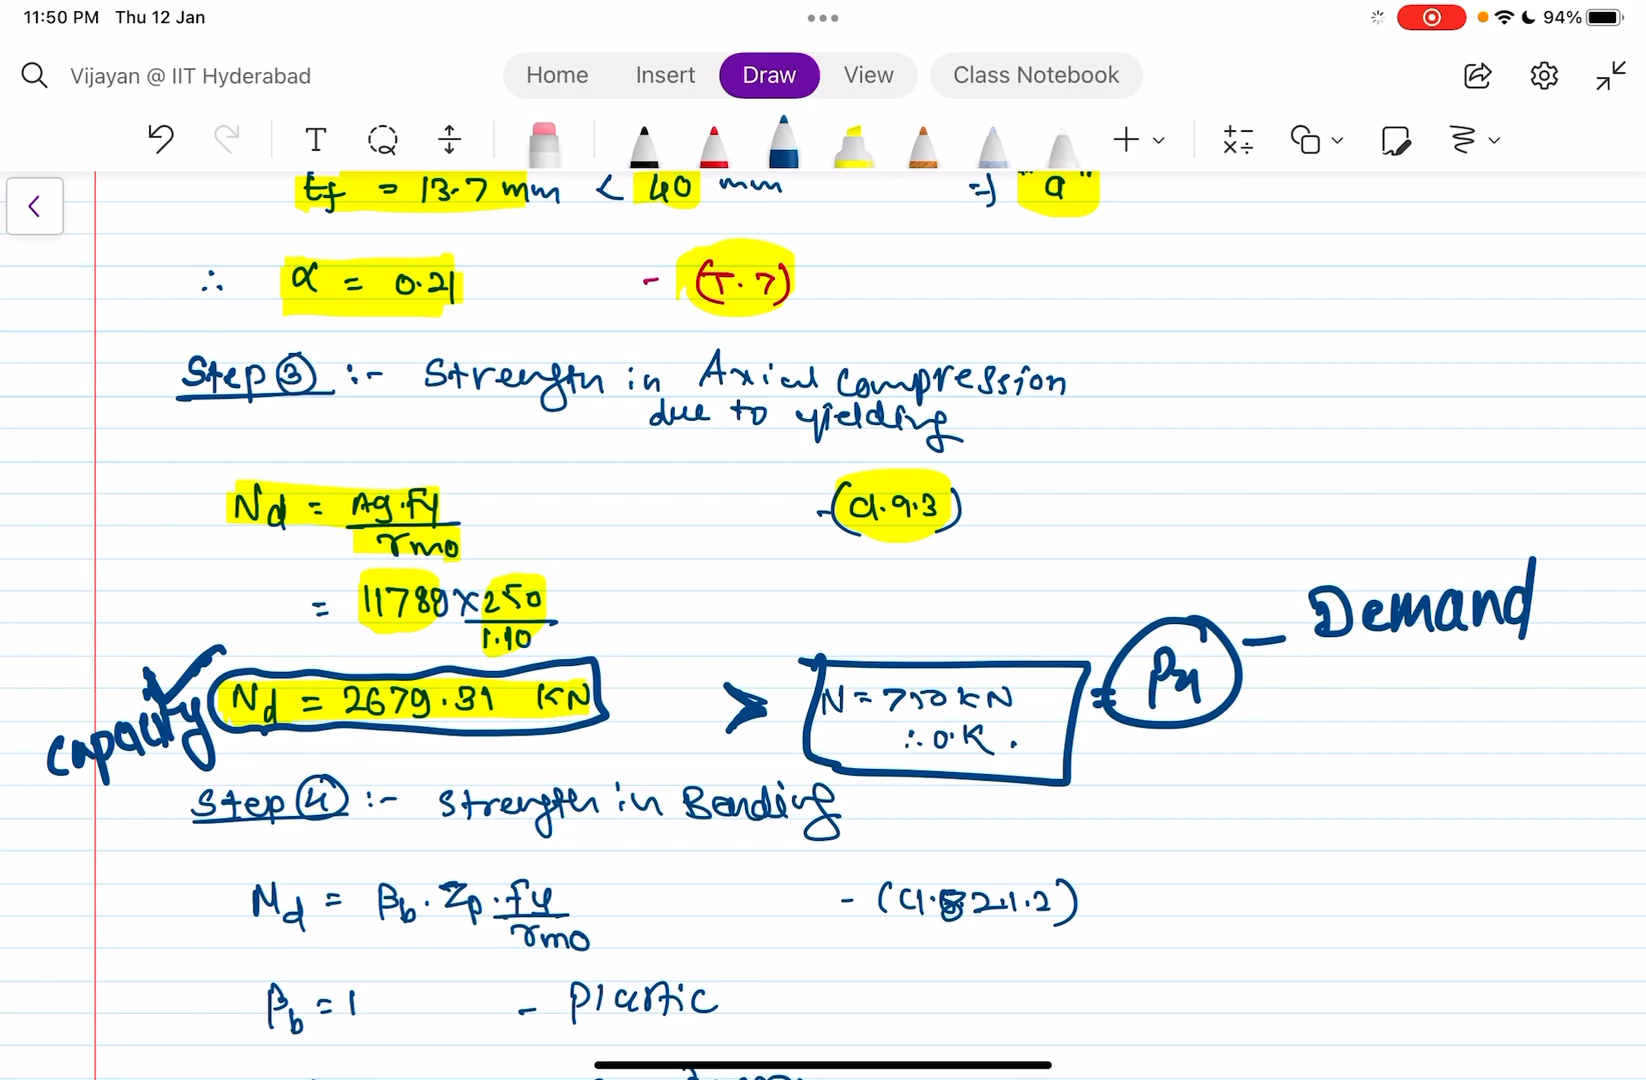 11:50 PM Thu 12 Jan
94%
Vijayan @ IIT Hyderabad
Home Insert Draw View Class Notebook
T
tf = 13.7 mm < 40 mm => "a"
∴ α = 0.21 - (T.7)
Step ③ :- Strength in Axial compression
due to yielding
Nd = Ag.fy / γm0 - (cl.9.3)
= 11789 × 250 / 1.10
Nd = 2679.31 KN > N = 750 KN = Pu - Demand
∴ O.K.
capacity
Step ④ :- Strength in Bending
Md = βb . Zp . fy / γm0 - (cl.8.2.1.2)
βb = 1 - Plastic